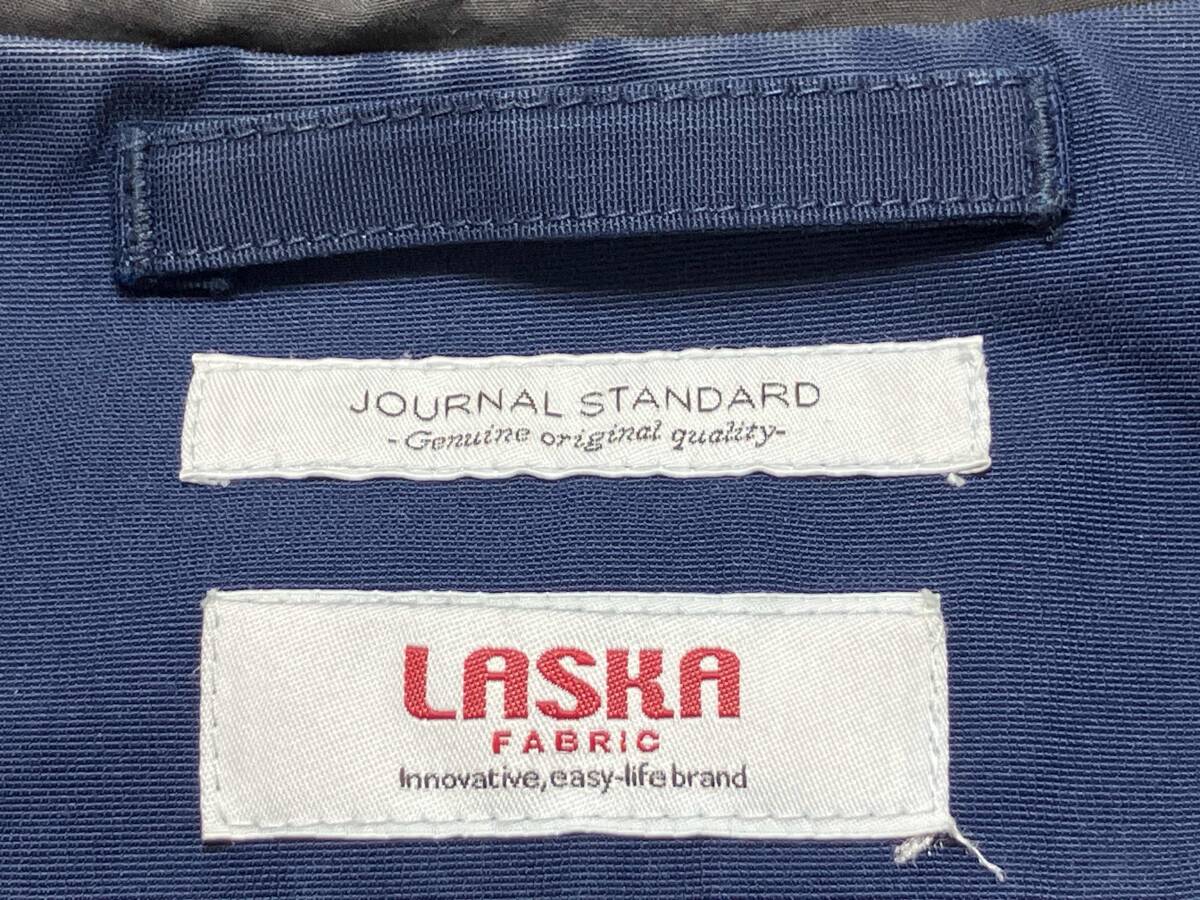 JOURNAL STANDARD
-Genuine original quality-
LASKA
FABRIC
Innovative,easy-life brand